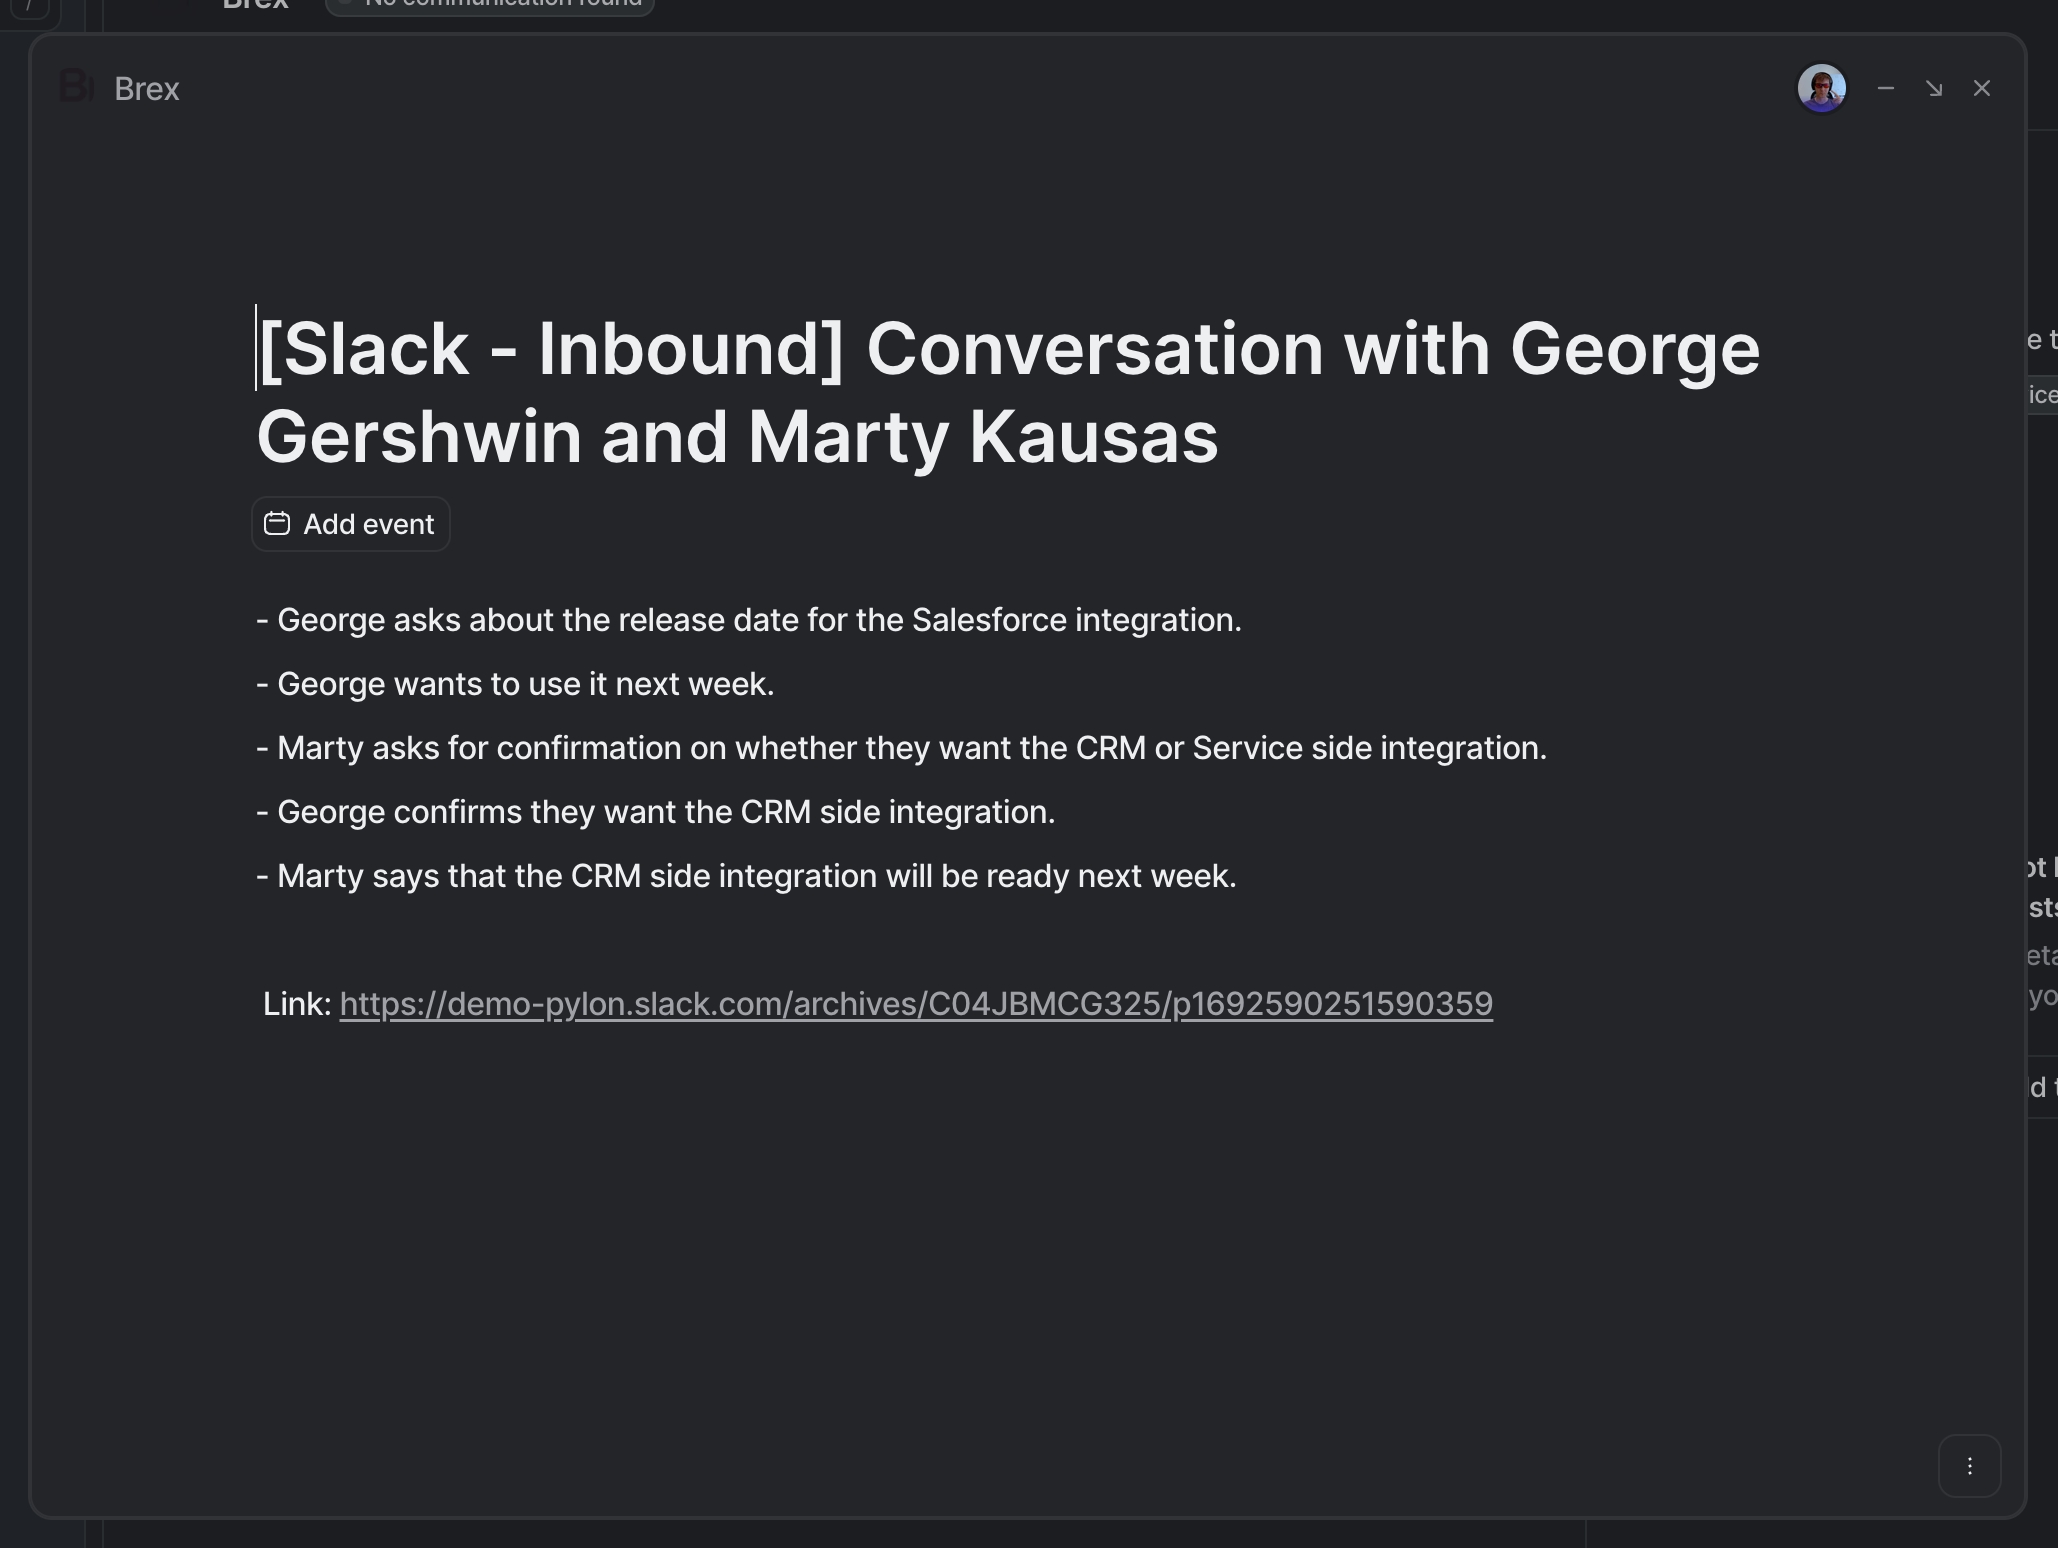 Brex
No communication found
Brex
[Slack - Inbound] Conversation with George
Gershwin and Marty Kausas
Add event
- George asks about the release date for the Salesforce integration.
- George wants to use it next week.
- Marty asks for confirmation on whether they want the CRM or Service side integration.
- George confirms they want the CRM side integration.
- Marty says that the CRM side integration will be ready next week.
Link: https://demo-pylon.slack.com/archives/C04JBMCG325/p1692590251590359